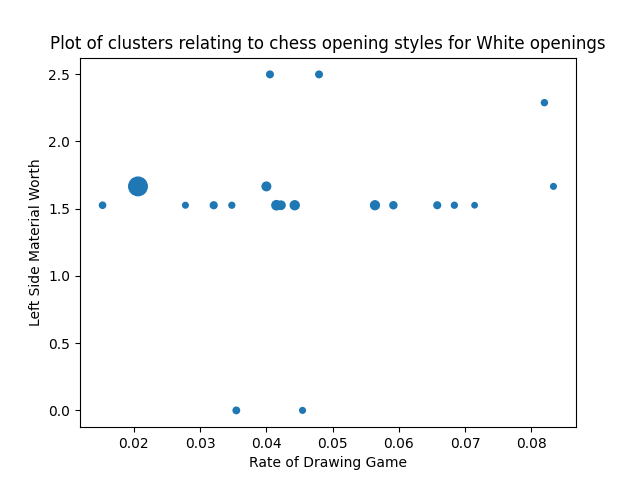 Plot of clusters relating to chess opening styles for White openings
2.5
2.0
1.5
1.0
0.5
0.0
Left Side Material Worth
0.02 0.03 0.04 0.05 0.06 0.07 0.08
Rate of Drawing Game